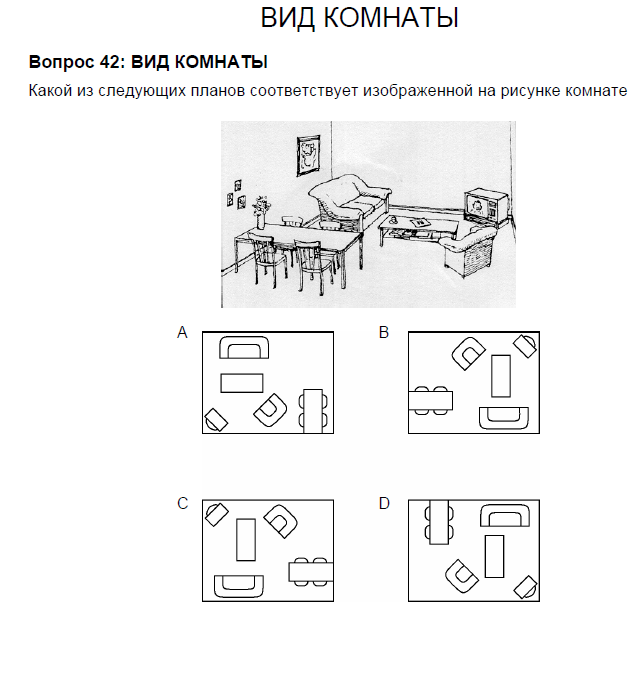 ВИД КОМНАТЫ
Вопрос 42: ВИД КОМНАТЫ
Какой из следующих планов соответствует изображенной на рисунке комнате
A
B
C
D